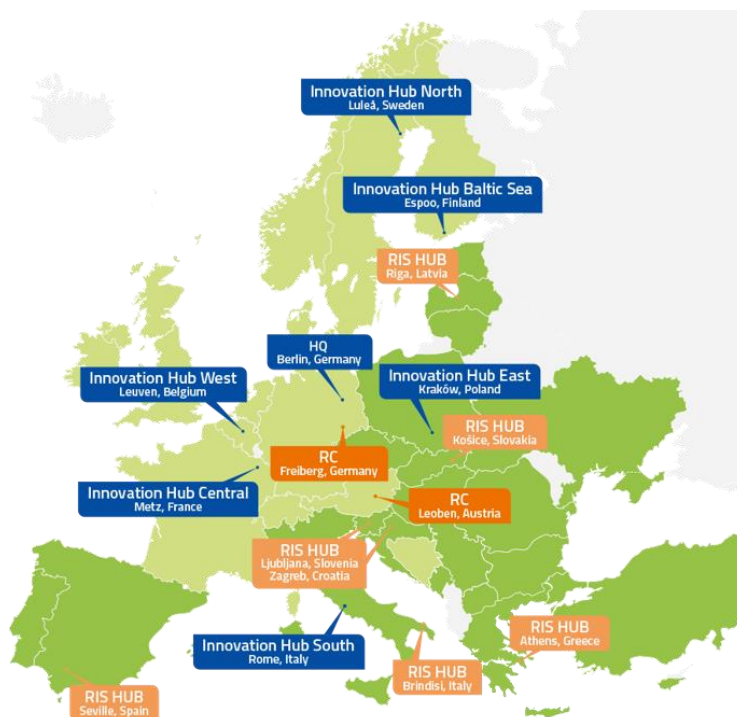 Innovation Hub North
Luleå, Sweden
Innovation Hub Baltic Sea
Espoo, Finland
RIS HUB
Riga, Latvia
HQ
Berlin, Germany
Innovation Hub West
Leuven, Belgium
Innovation Hub East
Kraków, Poland
RIS HUB
Košice, Slovakia
RC
Freiberg, Germany
Innovation Hub Central
Metz, France
RC
Leoben, Austria
RIS HUB
Ljubljana, Slovenia
Zagreb, Croatia
RIS HUB
Athens, Greece
Innovation Hub South
Rome, Italy
RIS HUB
Brindisi, Italy
RIS HUB
Seville, Spain